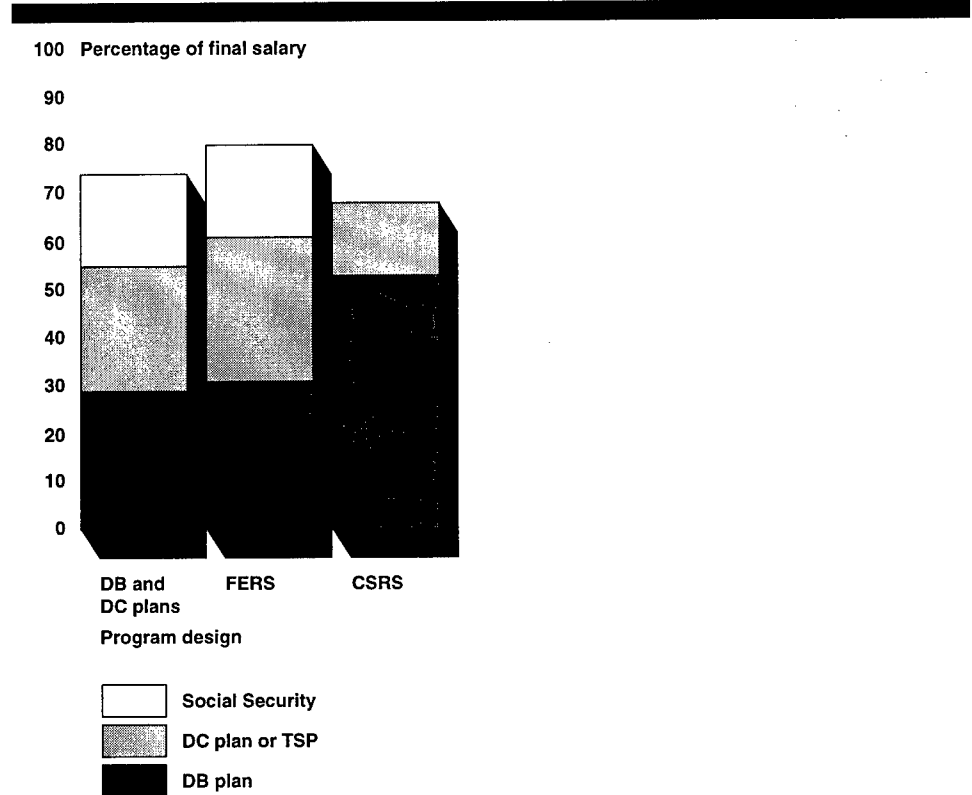 100 Percentage of final salary
90
80
70
60
50
40
30
20
10
0
DB and FERS CSRS
DC plans
Program design
Social Security
DC plan or TSP
DB plan